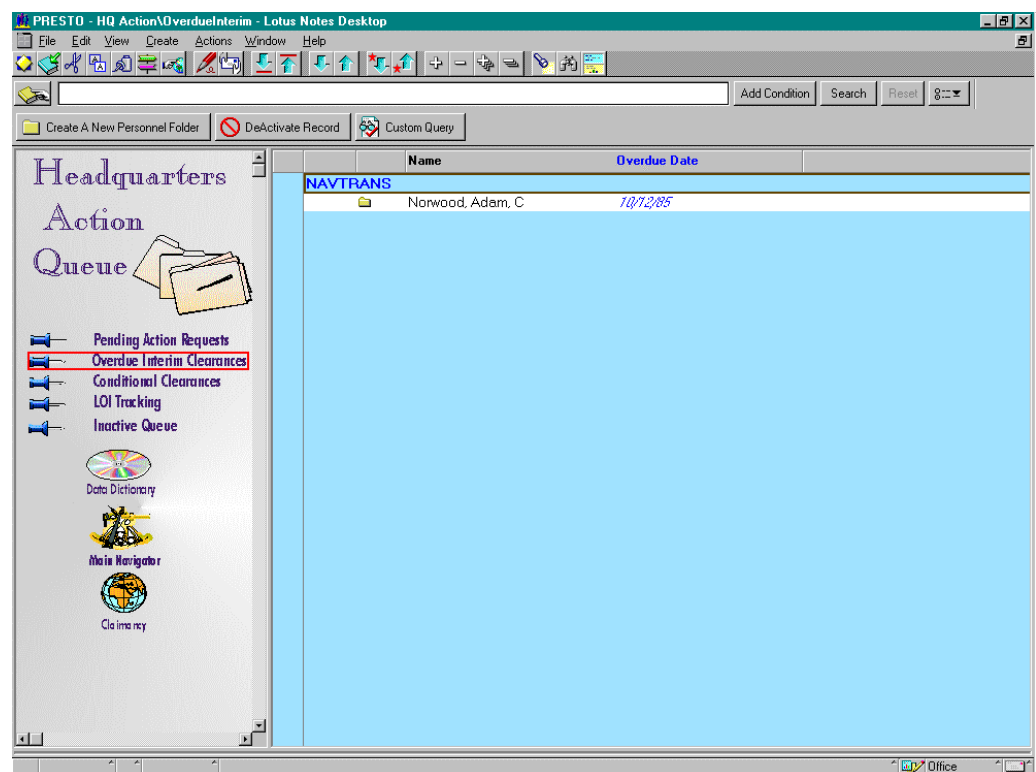 PRESTO - HQ Action\OverdueInterim - Lotus Notes Desktop
File Edit View Create Actions Window Help
Add Condition Search Reset
Create A New Personnel Folder DeActivate Record Custom Query
Name Overdue Date
Headquarters
Action
Queue
NAVTRANS
Norwood, Adam, C 10/12/85
Pending Action Requests
Overdue Interim Clearances
Conditional Clearances
LOI Tracking
Inactive Queue
Data Dictionary
Main Navigator
Claimancy
Office